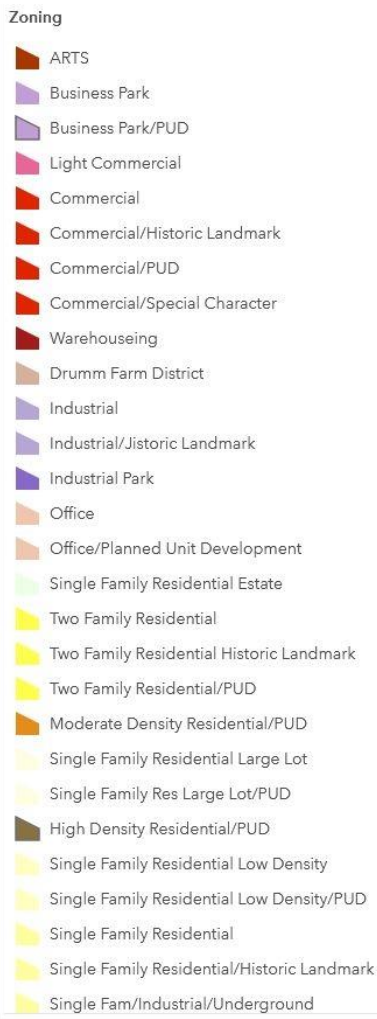 Zoning
ARTS
Business Park
Business Park/PUD
Light Commercial
Commercial
Commercial/Historic Landmark
Commercial/PUD
Commercial/Special Character
Warehouseing
Drumm Farm District
Industrial
Industrial/Jistoric Landmark
Industrial Park
Office
Office/Planned Unit Development
Single Family Residential Estate
Two Family Residential
Two Family Residential Historic Landmark
Two Family Residential/PUD
Moderate Density Residential/PUD
Single Family Residential Large Lot
Single Family Res Large Lot/PUD
High Density Residential/PUD
Single Family Residential Low Density
Single Family Residential Low Density/PUD
Single Family Residential
Single Family Residential/Historic Landmark
Single Fam/Industrial/Underground